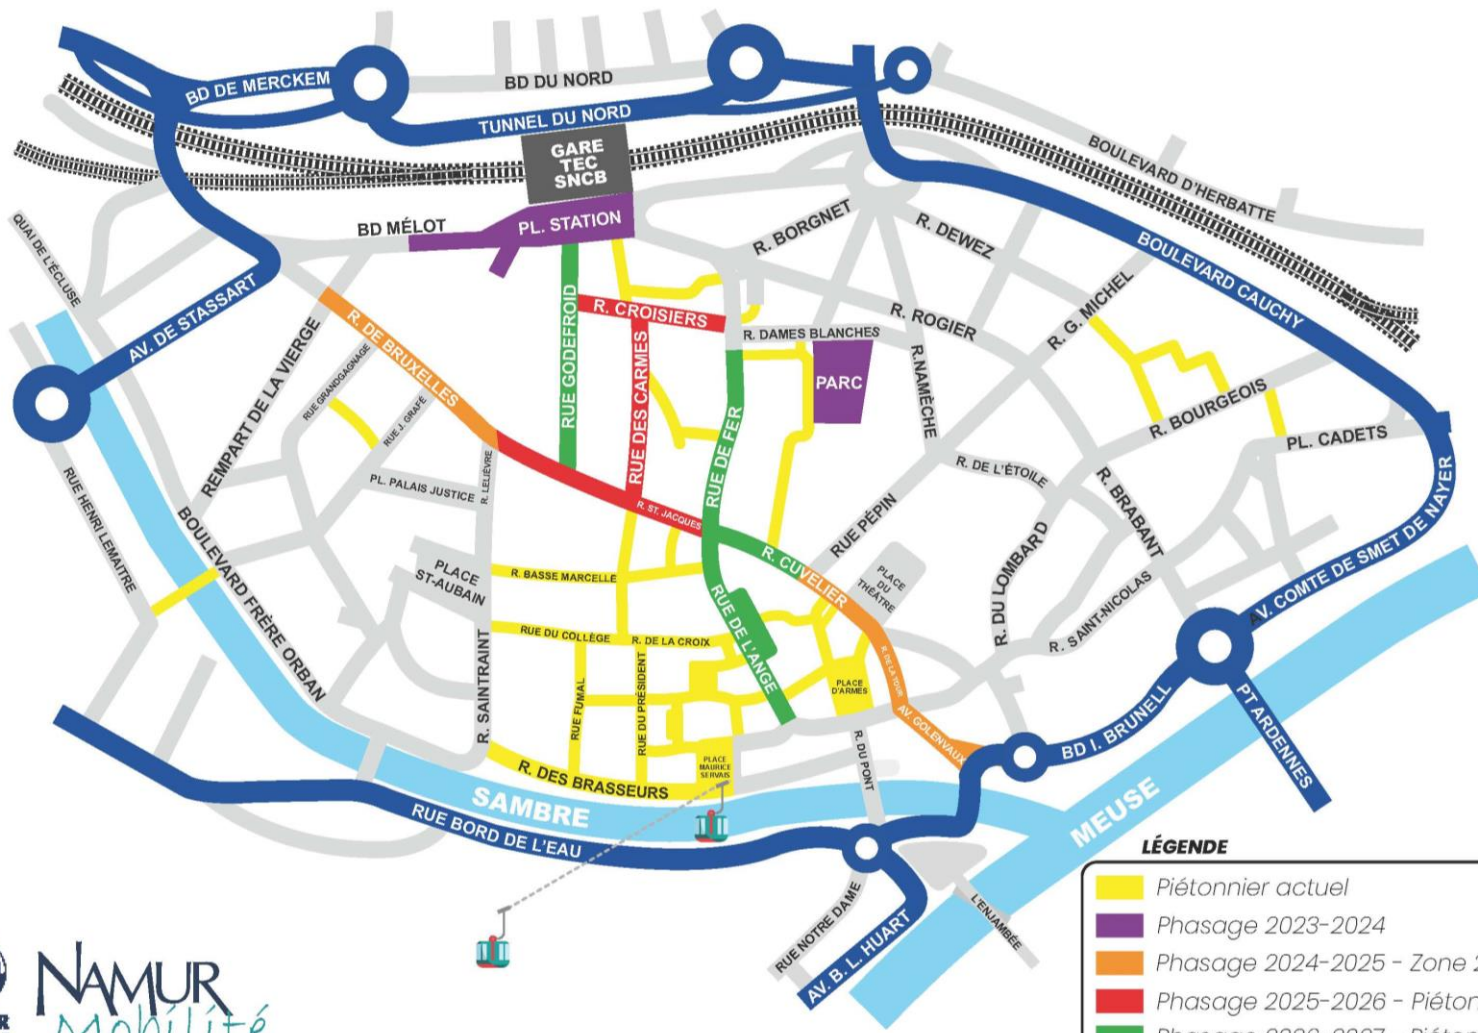 BD DE MERCKEM
BD DU NORD
TUNNEL DU NORD
GARE
TEC
SNCB
BOULEVARD D'HERBATTE
BD MÉLOT
PL. STATION
R. BORGNET
R. DEWEZ
BOULEVARD CAUCHY
QUAI DE L'ÉCLUSE
AV. DE STASSART
R. DE BRUXELLES
RUE GODEFROID
R. CROISIERS
R. DAMES BLANCHES
R. ROGIER
R. G. MICHEL
REMPART DE LA VIERGE
RUE GRANDGAGNAGE
RUE J. GRAFÉ
RUE DES CARMES
RUE DE FER
PARC
R.NAMÈCHE
R. BOURGEOIS
PL. CADETS
RUE HENRI LEMAITRE
PL. PALAIS JUSTICE
R. LELIÈVRE
R. ST. JACQUES
R. DE L'ÉTOILE
R. BRABANT
BOULEVARD FRÈRE ORBAN
PLACE
ST-AUBAIN
R. BASSE MARCELLE
R. CUVELIER
RUE PÉPIN
PLACE
DU
THÉÂTRE
R. DU LOMBARD
R. SAINT-NICOLAS
AV. COMTE DE SMET DE NAYER
R. SAINTRAINT
RUE DU COLLÈGE
R. DE LA CROIX
RUE DE L'ANGE
RUE FUMAL
RUE DU PRÉSIDENT
PLACE
D'ARMES
R. DE LA TOUR
AV. GOLENVAUX
R. DES BRASSEURS
PLACE
MAURICE
SERVAIS
R. DU PONT
BD I. BRUNELL
PT ARDENNES
SAMBRE
MEUSE
RUE BORD DE L'EAU
RUE NOTRE DAME
AV. B. L. HUART
L'ENJAMBÉE
LÉGENDE
Piétonnier actuel
Phasage 2023-2024
Phasage 2024-2025 - Zone 2
Phasage 2025-2026 - Piéton
NAMUR
Mobilité